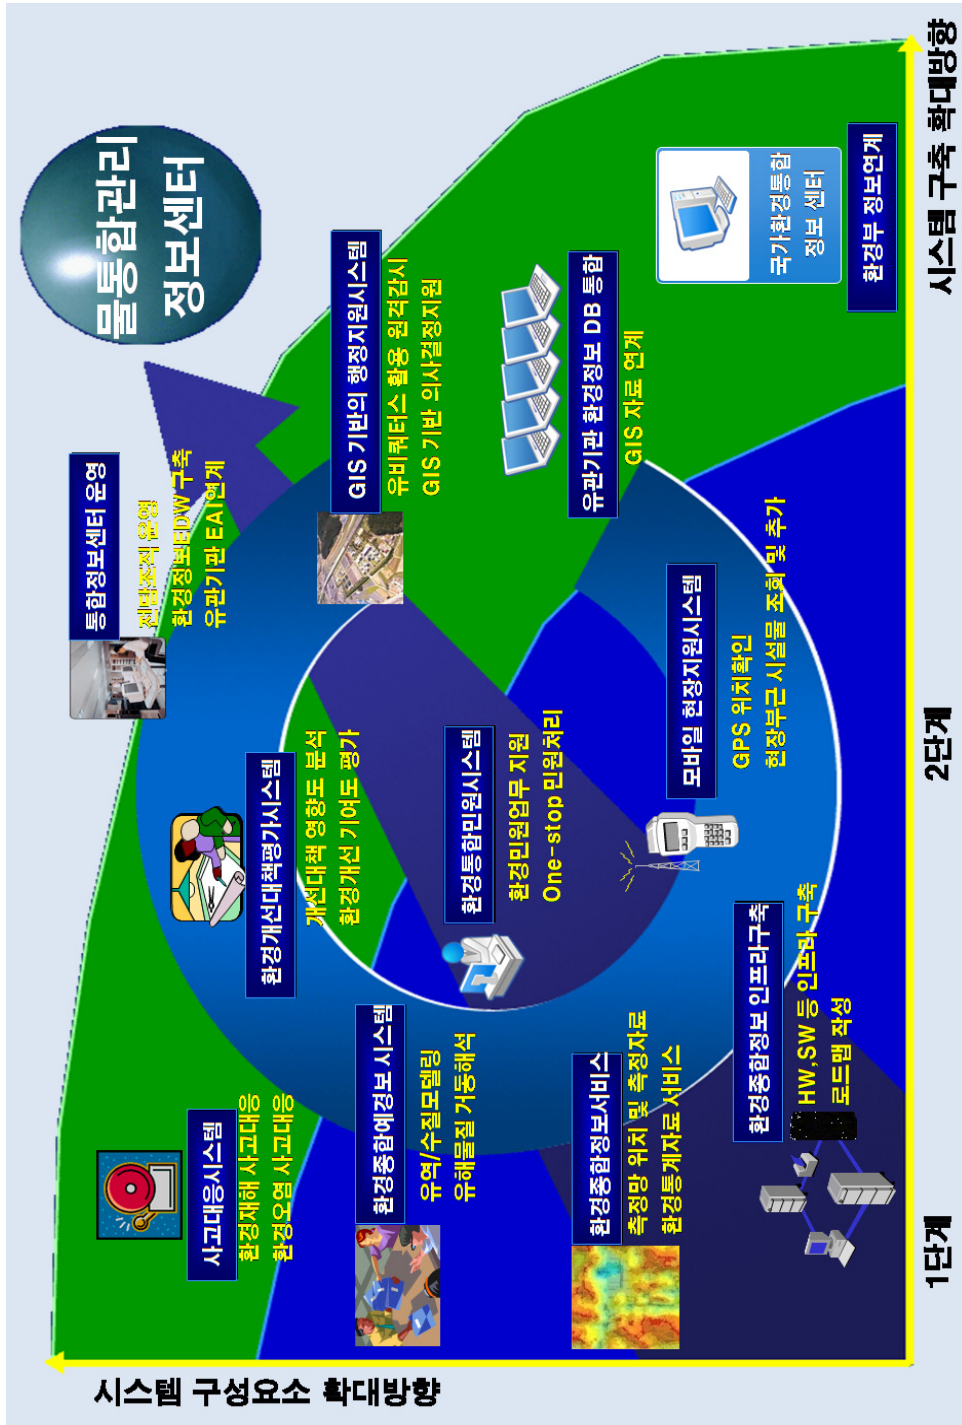 물통합관리
정보센터
통합정보센터 운영
전담조직 운영
환경정보EDW 구축
유관기관 EAI연계
GIS 기반의 행정지원시스템
유비쿼터스 활용 원격감시
GIS 기반 의사결정지원
사고대응시스템
환경재해 사고대응
환경오염 사고대응
환경개선대책평가시스템
개선대책 영향도 분석
환경개선 기여도 평가
유관기관 환경정보 DB 통합
GIS 자료 연계
국가환경통합
정보 센터
환경부 정보연계
환경종합예경보 시스템
유역/수질모델링
유해물질 거동해석
환경통합민원시스템
환경민원업무 지원
One-stop 민원처리
모바일 현장지원시스템
GPS 위치확인
현장부근 시설물 조회 및 추가
환경종합정보서비스
측정망 위치 및 측정자료
환경통계자료 서비스
환경종합정보 인프라구축
HW,SW 등 인프라 구축
로드맵 작성
시스템 구성요소 확대방향
1단계
2단계
시스템 구축 확대방향